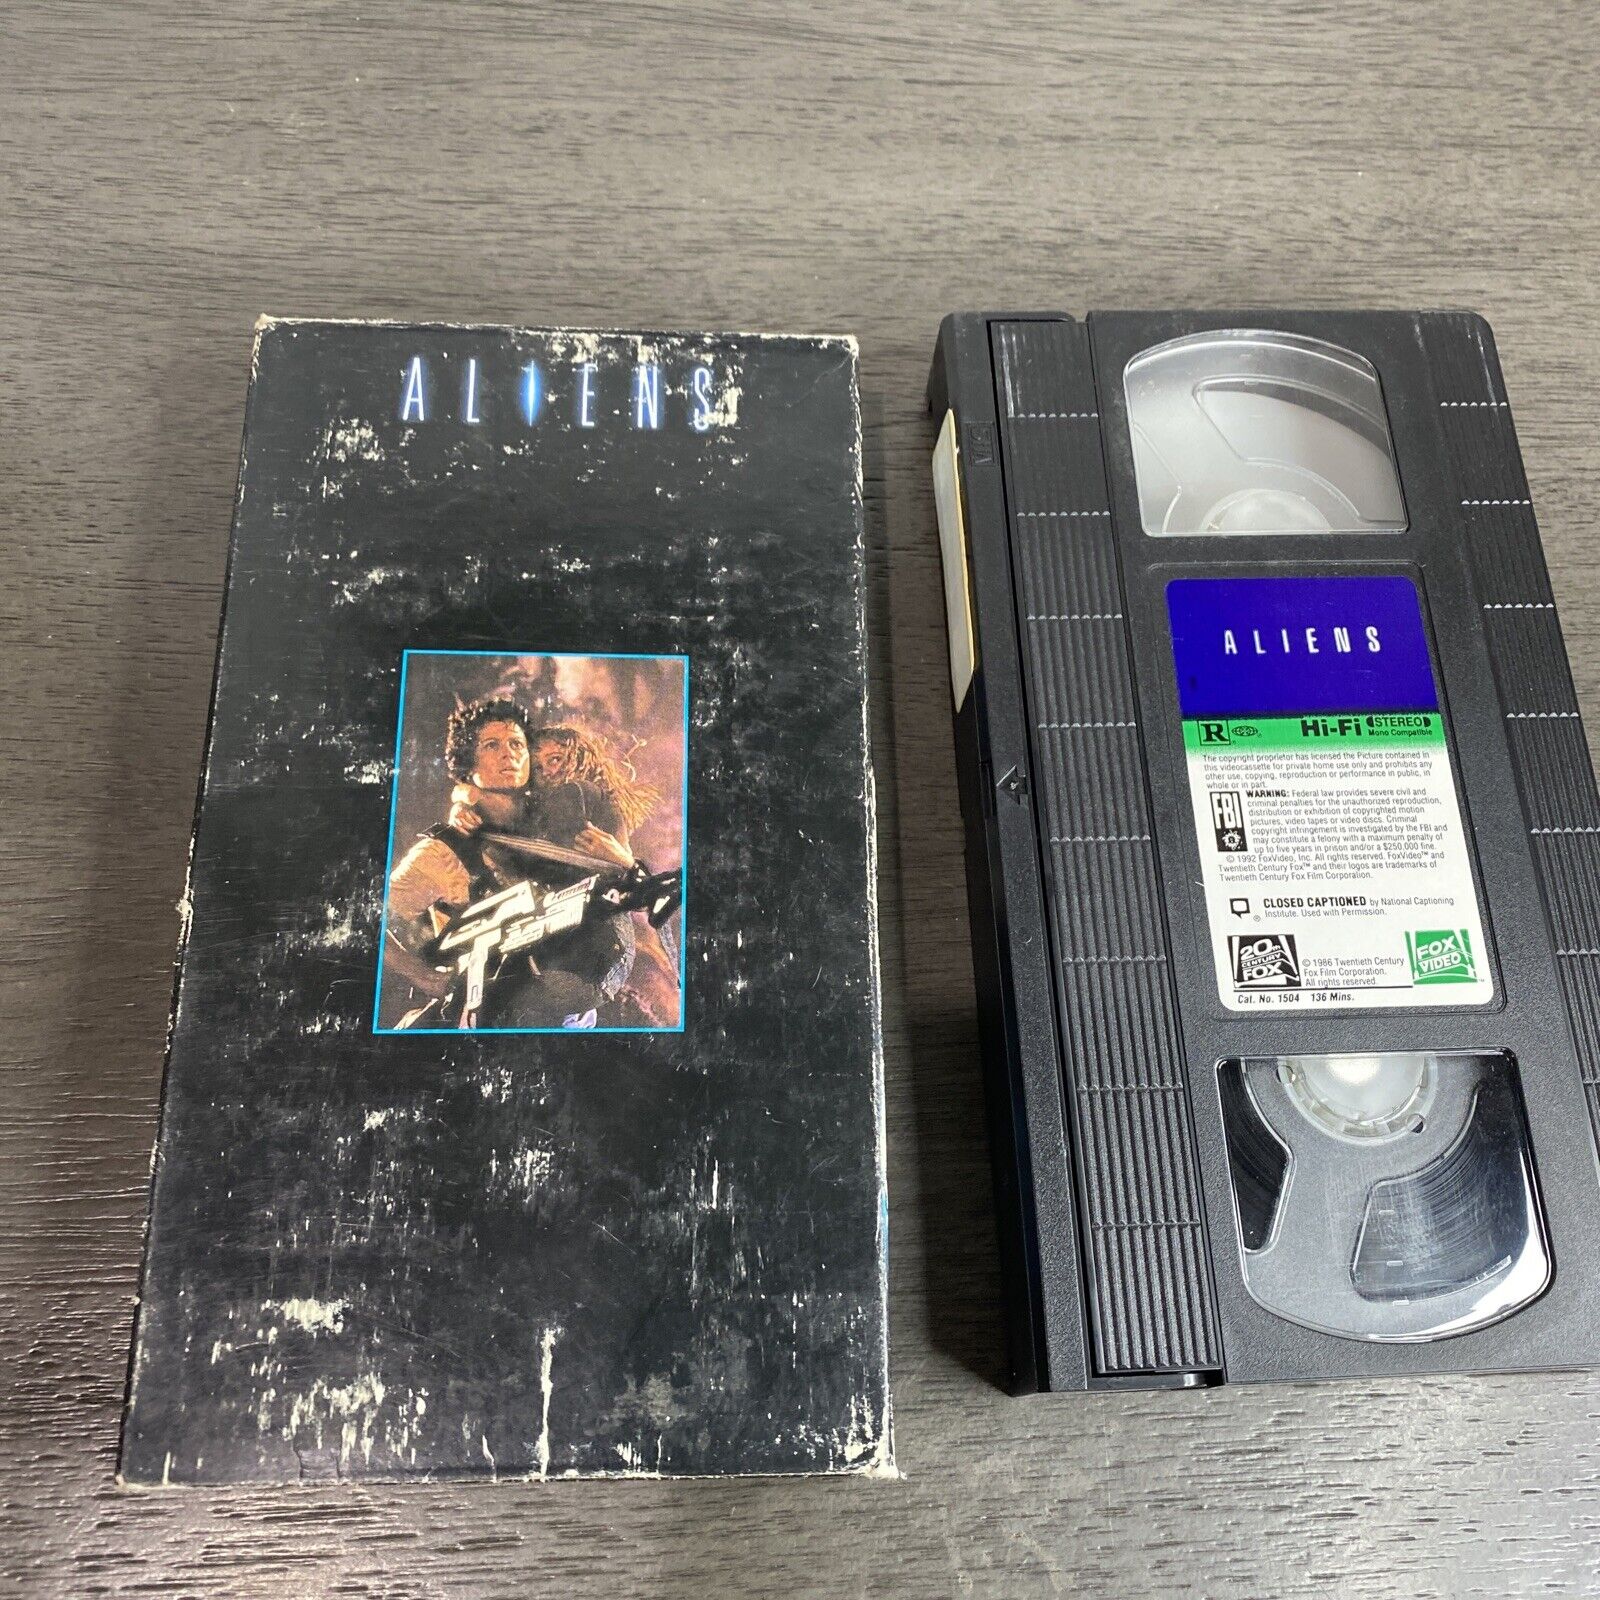 ALIENS
VHS
ALIENS
R Hi-Fi STEREO
Mono Compatible
The copyright proprietor has licensed the Picture contained in
this videocassette for private home use only and prohibits any
other use, copying, reproduction or performance in public, in
whole or in part.
FBI WARNING: Federal law provides severe civil and
criminal penalties for the unauthorized reproduction,
distribution or exhibition of copyrighted motion
pictures, video tapes or video discs. Criminal
copyright infringement is investigated by the FBI and
may constitute a felony with a maximum penalty of
up to five years in prison and/or a $250,000 fine.
© 1992 FoxVideo, Inc. All rights reserved. FoxVideo™ and
Twentieth Century Fox™ and their logos are trademarks of
Twentieth Century Fox Film Corporation.
CLOSED CAPTIONED by National Captioning
® Institute. Used with Permission.
20th
CENTURY
FOX
© 1986 Twentieth Century
Fox Film Corporation.
All rights reserved.
FOX
VIDEO™
Cat. No. 1504 136 Mins.